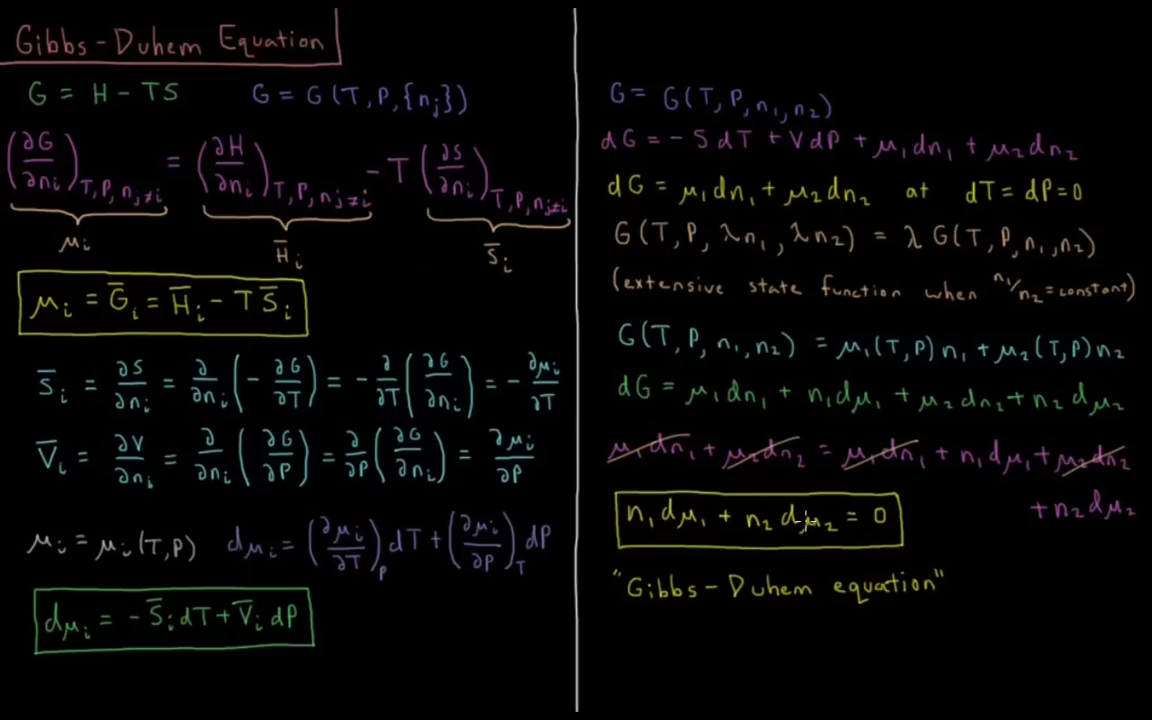 Gibbs-Duhem Equation
G = H - TS    G = G(T, P, {nⱼ})
(∂G/∂nᵢ)T,P,nⱼ≠ᵢ = (∂H/∂nᵢ)T,P,nⱼ≠ᵢ - T(∂S/∂nᵢ)T,P,nⱼ≠ᵢ
μᵢ    H̅ᵢ    S̅ᵢ
μᵢ = G̅ᵢ = H̅ᵢ - TS̅ᵢ
S̅ᵢ = ∂S/∂nᵢ = ∂/∂nᵢ(-∂G/∂T) = -∂/∂T(∂G/∂nᵢ) = -∂μᵢ/∂T
V̅ᵢ = ∂V/∂nᵢ = ∂/∂nᵢ(∂G/∂P) = ∂/∂P(∂G/∂nᵢ) = ∂μᵢ/∂P
μᵢ = μᵢ(T,P)    dμᵢ = (∂μᵢ/∂T)P dT + (∂μᵢ/∂P)T dP
dμᵢ = -S̅ᵢdT + V̅ᵢdP
G = G(T, P, n₁, n₂)
dG = -SdT + VdP + μ₁dn₁ + μ₂dn₂
dG = μ₁dn₁ + μ₂dn₂ at dT = dP = 0
G(T, P, λn₁, λn₂) = λG(T, P, n₁, n₂)
(extensive state function when n₁/n₂ = constant)
G(T, P, n₁, n₂) = μ₁(T,P)n₁ + μ₂(T,P)n₂
dG = μ₁dn₁ + n₁dμ₁ + μ₂dn₂ + n₂dμ₂
μ₁dn₁ + μ₂dn₂ = μ₁dn₁ + n₁dμ₁ + μ₂dn₂
+ n₂dμ₂
n₁dμ₁ + n₂dμ₂ = 0
"Gibbs-Duhem equation"